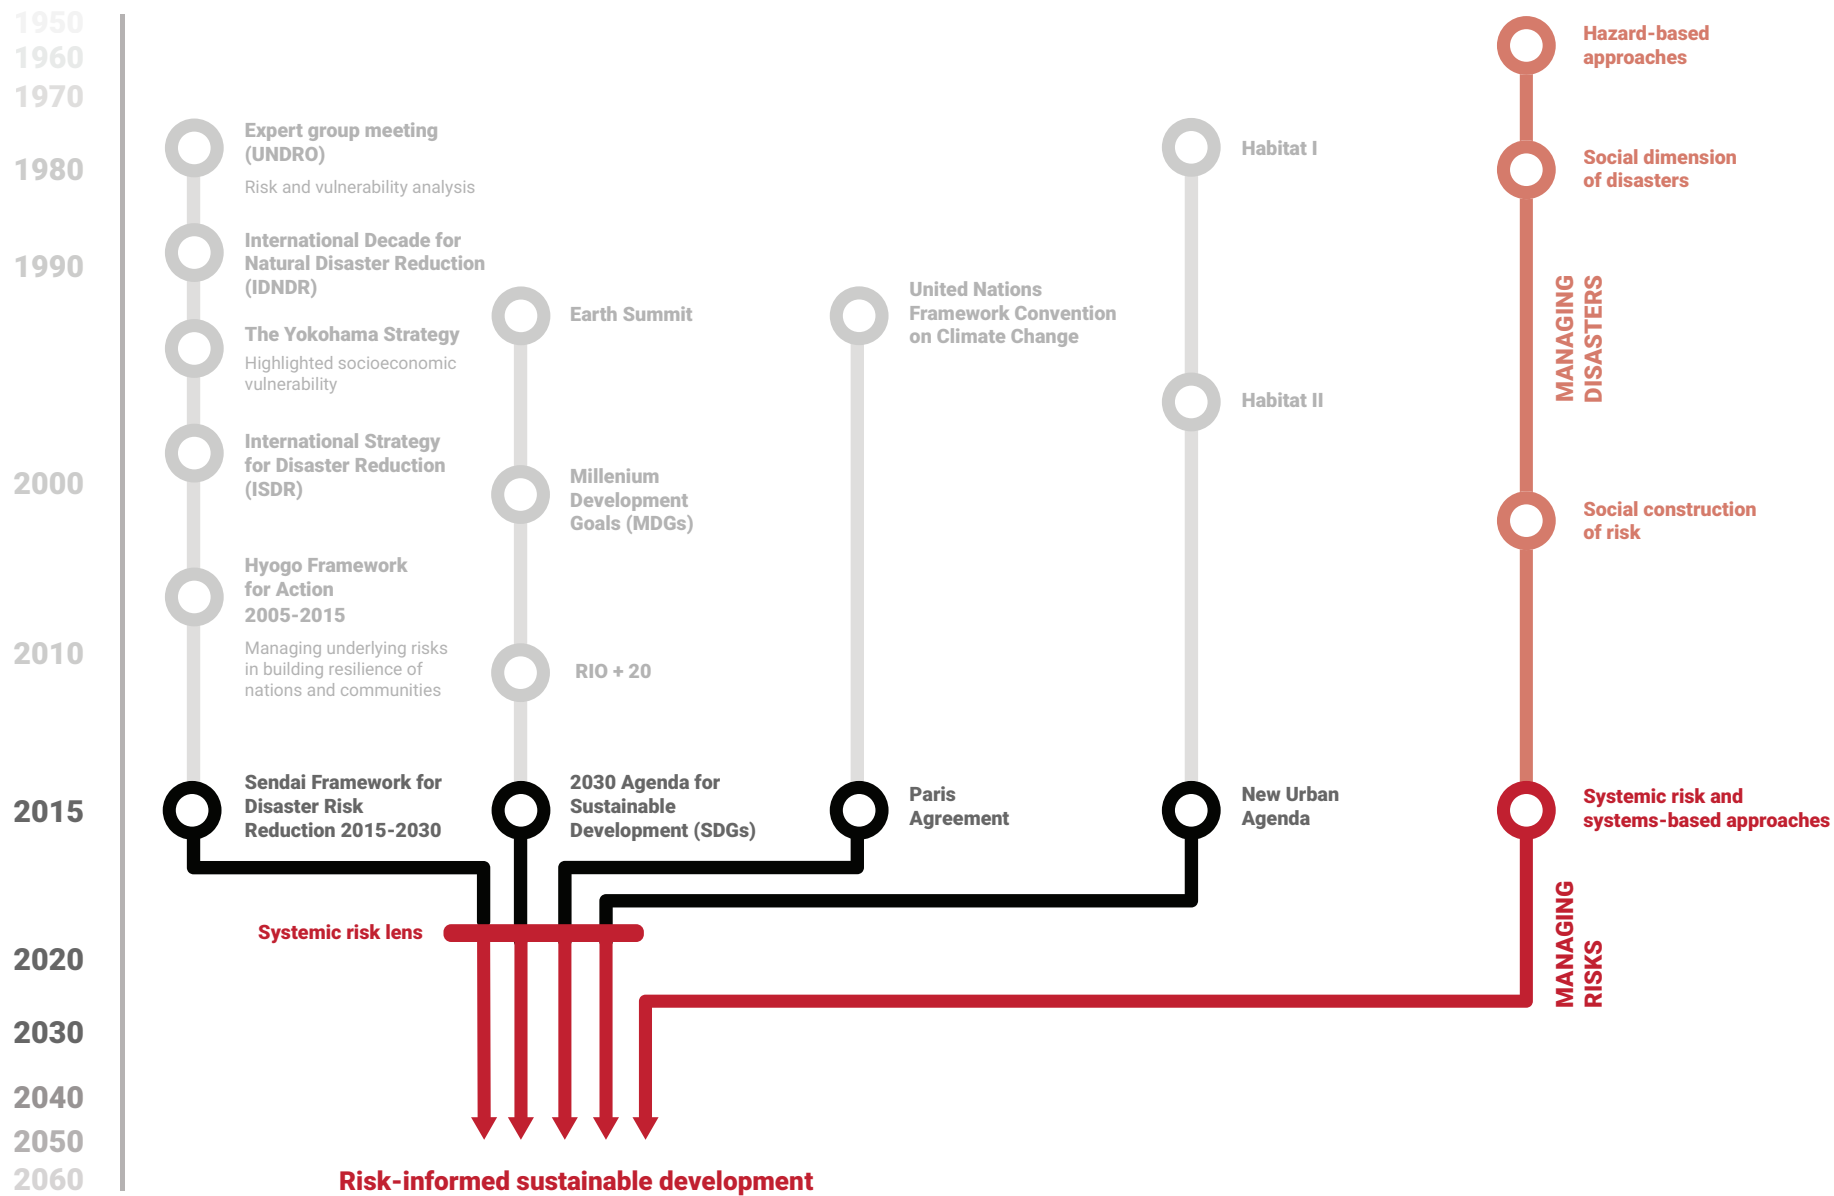 1950
1960
1970
1980
1990
2000
2010
2015
2020
2030
2040
2050
2060
Expert group meeting
(UNDRO)
Risk and vulnerability analysis
International Decade for
Natural Disaster Reduction
(IDNDR)
The Yokohama Strategy
Highlighted socioeconomic
vulnerability
International Strategy
for Disaster Reduction
(ISDR)
Hyogo Framework
for Action
2005-2015
Managing underlying risks
in building resilience of
nations and communities
Sendai Framework for
Disaster Risk
Reduction 2015-2030
Earth Summit
Millenium
Development
Goals (MDGs)
RIO + 20
2030 Agenda for
Sustainable
Development (SDGs)
United Nations
Framework Convention
on Climate Change
Paris
Agreement
Habitat I
Habitat II
New Urban
Agenda
Hazard-based
approaches
Social dimension
of disasters
MANAGING
DISASTERS
Social construction
of risk
Systemic risk and
systems-based approaches
MANAGING
RISKS
Systemic risk lens
Risk-informed sustainable development